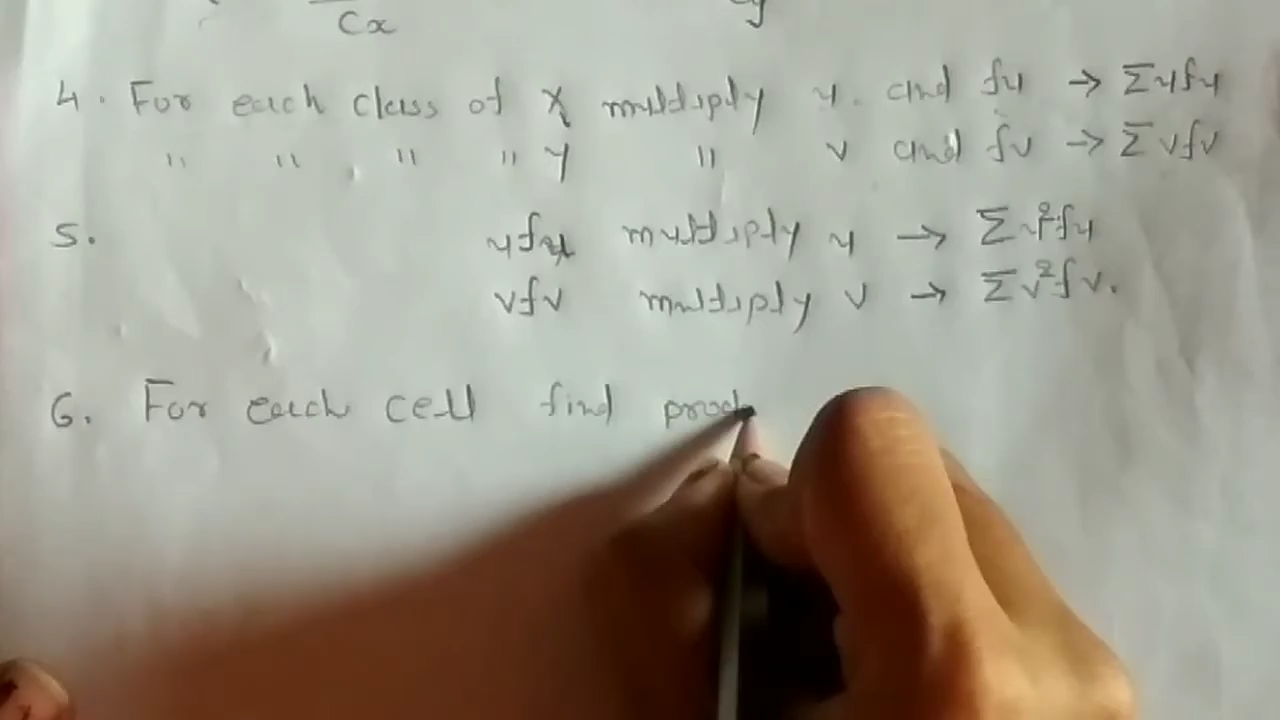 Cx y
4. For each class of X multiply u. and fu → Σufu
" " " " y " v and fv → Σvfv
5. ufu multiply u → Σu²fu
vfv multiply v → Σv²fv.
6. For each cell find prod